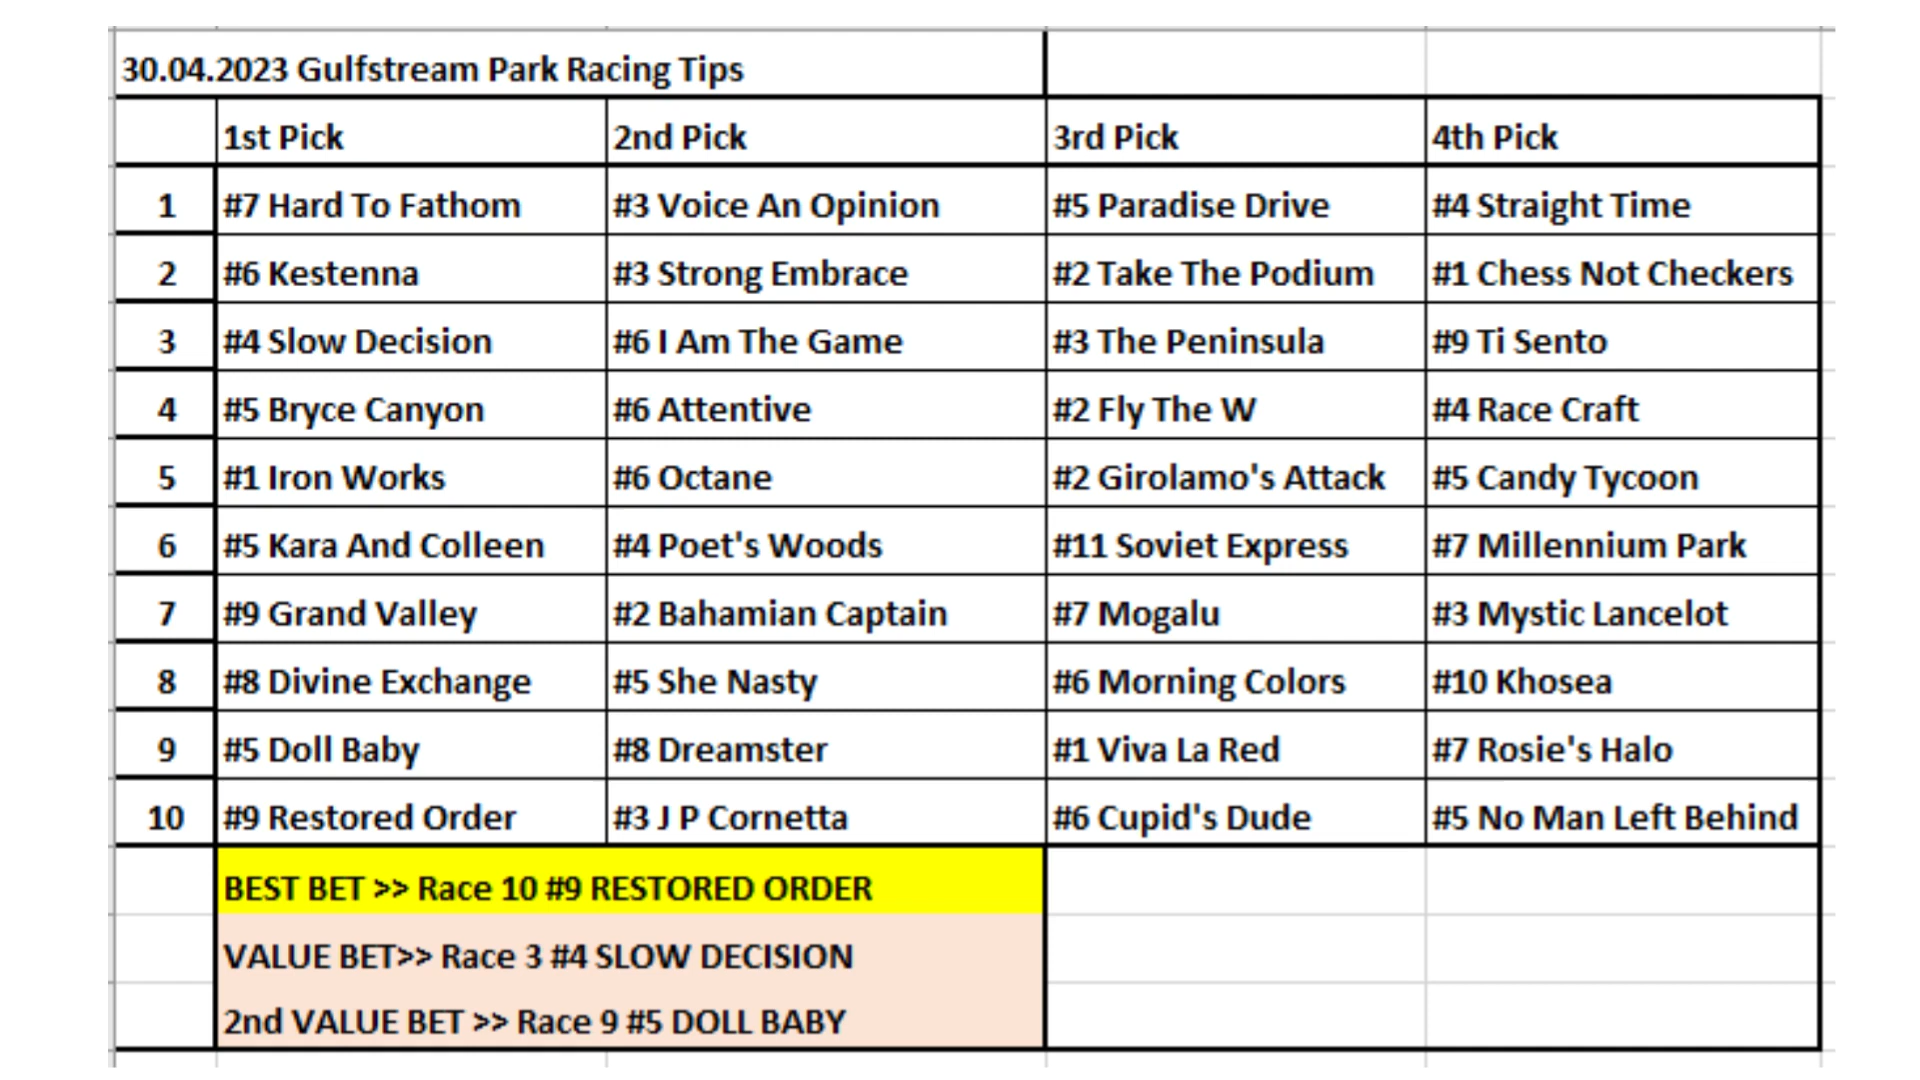 30.04.2023 Gulfstream Park Racing Tips
1st Pick 2nd Pick 3rd Pick 4th Pick
1 #7 Hard To Fathom #3 Voice An Opinion #5 Paradise Drive #4 Straight Time
2 #6 Kestenna #3 Strong Embrace #2 Take The Podium #1 Chess Not Checkers
3 #4 Slow Decision #6 I Am The Game #3 The Peninsula #9 Ti Sento
4 #5 Bryce Canyon #6 Attentive #2 Fly The W #4 Race Craft
5 #1 Iron Works #6 Octane #2 Girolamo's Attack #5 Candy Tycoon
6 #5 Kara And Colleen #4 Poet's Woods #11 Soviet Express #7 Millennium Park
7 #9 Grand Valley #2 Bahamian Captain #7 Mogalu #3 Mystic Lancelot
8 #8 Divine Exchange #5 She Nasty #6 Morning Colors #10 Khosea
9 #5 Doll Baby #8 Dreamster #1 Viva La Red #7 Rosie's Halo
10 #9 Restored Order #3 J P Cornetta #6 Cupid's Dude #5 No Man Left Behind
BEST BET >> Race 10 #9 RESTORED ORDER
VALUE BET>> Race 3 #4 SLOW DECISION
2nd VALUE BET >> Race 9 #5 DOLL BABY